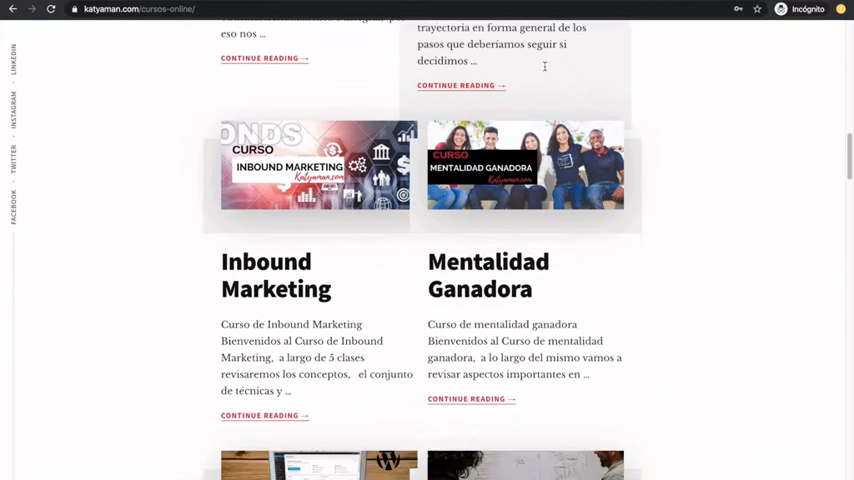 katyaman.com/cursos-online/
Incógnito
LINKEDIN
INSTAGRAM
TWITTER
FACEBOOK
eso nos ...
CONTINUE READING →
trayectoria en forma general de los
pasos que deberíamos seguir si
decidimos ...
CONTINUE READING →
ONDS
CURSO
INBOUND MARKETING
Katyaman.com
CURSO
MENTALIDAD GANADORA
Katyaman.com
Inbound
Marketing
Curso de Inbound Marketing
Bienvenidos al Curso de Inbound
Marketing, a largo de 5 clases
revisaremos los conceptos, el conjunto
de técnicas y ...
CONTINUE READING →
Mentalidad
Ganadora
Curso de mentalidad ganadora
Bienvenidos al Curso de mentalidad
ganadora, a lo largo del mismo vamos a
revisar aspectos importantes en ...
CONTINUE READING →